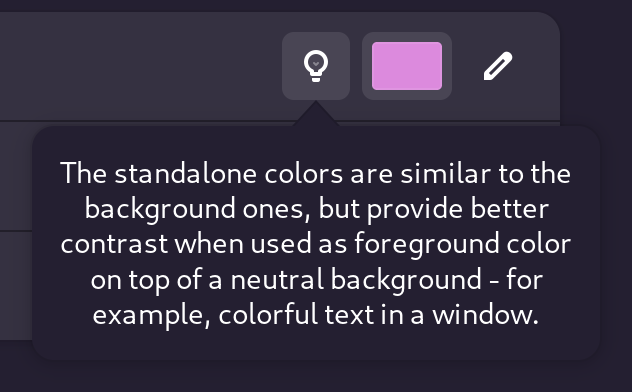 The standalone colors are similar to the
background ones, but provide better
contrast when used as foreground color
on top of a neutral background - for
example, colorful text in a window.